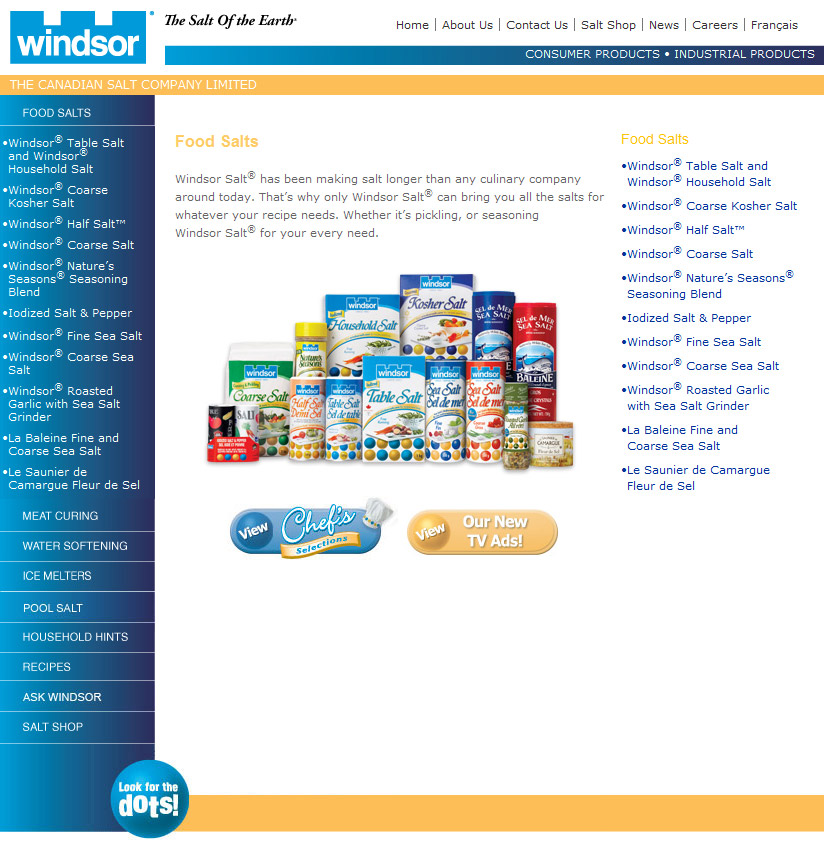 windsor®
The Salt Of the Earth®
Home | About Us | Contact Us | Salt Shop | News | Careers | Français
CONSUMER PRODUCTS • INDUSTRIAL PRODUCTS
THE CANADIAN SALT COMPANY LIMITED
FOOD SALTS
•Windsor® Table Salt
and Windsor®
Household Salt
•Windsor® Coarse
Kosher Salt
•Windsor® Half Salt™
•Windsor® Coarse Salt
•Windsor® Nature’s
Seasons® Seasoning
Blend
•Iodized Salt & Pepper
•Windsor® Fine Sea Salt
•Windsor® Coarse Sea
Salt
•Windsor® Roasted
Garlic with Sea Salt
Grinder
•La Baleine Fine and
Coarse Sea Salt
•Le Saunier de
Camargue Fleur de Sel
MEAT CURING
WATER SOFTENING
ICE MELTERS
POOL SALT
HOUSEHOLD HINTS
RECIPES
ASK WINDSOR
SALT SHOP
Look for the
dots!
Food Salts
Windsor Salt® has been making salt longer than any culinary company
around today. That’s why only Windsor Salt® can bring you all the salts for
whatever your recipe needs. Whether it’s pickling, or seasoning
Windsor Salt® for your every need.
windsor
Household Salt
windsor
Kosher Salt
SEL de MER
SEA SALT
SEL de MER
SEA SALT
LA
BALEINE
Nature's
Seasons
windsor
Coarse Salt
SALT
Half Salt
Demi Sel
Table Salt
Sel de table
windsor
Table Salt
Sea Salt
Sel de mer
Sea Salt
Sel de mer
CAMARGUE
Fleur de Sel
View
Chef's
Selections
View
Our New
TV Ads!
Food Salts
•Windsor® Table Salt and
Windsor® Household Salt
•Windsor® Coarse Kosher Salt
•Windsor® Half Salt™
•Windsor® Coarse Salt
•Windsor® Nature’s Seasons®
Seasoning Blend
•Iodized Salt & Pepper
•Windsor® Fine Sea Salt
•Windsor® Coarse Sea Salt
•Windsor® Roasted Garlic
with Sea Salt Grinder
•La Baleine Fine and
Coarse Sea Salt
•Le Saunier de Camargue
Fleur de Sel